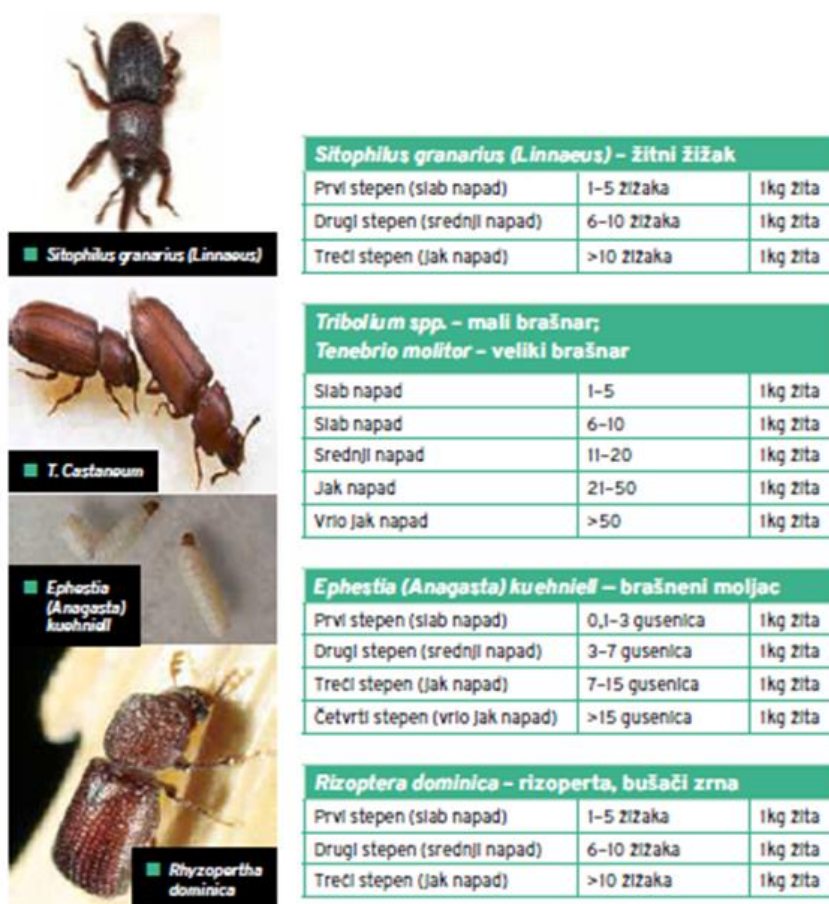 Sitophilus granarius (Linnaeus)
T. Castaneum
Ephestia
(Anagasta)
kuehniell
Rhyzopertha
dominica
Sitophilus granarius (Linnaeus) – žitni žižak
Prvi stepen (slab napad) 1–5 žižaka 1kg žita
Drugi stepen (srednji napad) 6–10 žižaka 1kg žita
Treći stepen (jak napad) >10 žižaka 1kg žita
Tribolium spp. – mali brašnar;
Tenebrio molitor – veliki brašnar
Slab napad 1–5 1kg žita
Slab napad 6–10 1kg žita
Srednji napad 11–20 1kg žita
Jak napad 21–50 1kg žita
Vrlo jak napad >50 1kg žita
Ephestia (Anagasta) kuehniell – brašneni moljac
Prvi stepen (slab napad) 0,1–3 gusenica 1kg žita
Drugi stepen (srednji napad) 3–7 gusenica 1kg žita
Treći stepen (jak napad) 7–15 gusenica 1kg žita
Četvrti stepen (vrlo jak napad) >15 gusenica 1kg žita
Rizoptera dominica – rizoperta, bušači zrna
Prvi stepen (slab napad) 1–5 žižaka 1kg žita
Drugi stepen (srednji napad) 6–10 žižaka 1kg žita
Treći stepen (jak napad) >10 žižaka 1kg žita